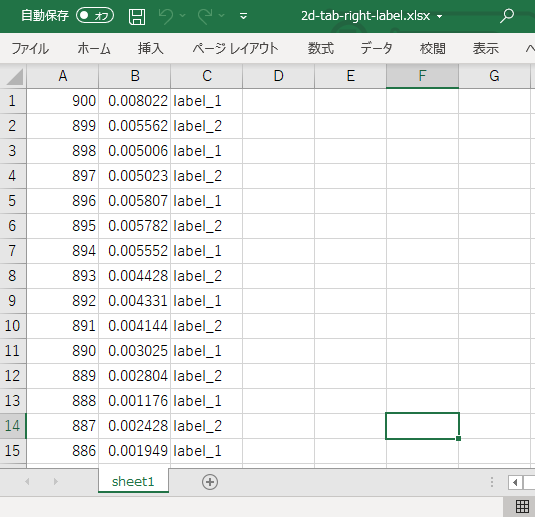 自動保存 オフ 2d-tab-right-label.xlsx
ファイル ホーム 挿入 ページ レイアウト 数式 データ 校閲 表示
A B C D E F G
1 900 0.008022 label_1
2 899 0.005562 label_2
3 898 0.005006 label_1
4 897 0.005023 label_2
5 896 0.005807 label_1
6 895 0.005782 label_2
7 894 0.005552 label_1
8 893 0.004428 label_2
9 892 0.004331 label_1
10 891 0.004144 label_2
11 890 0.003025 label_1
12 889 0.002804 label_2
13 888 0.001176 label_1
14 887 0.002428 label_2
15 886 0.001949 label_1
sheet1